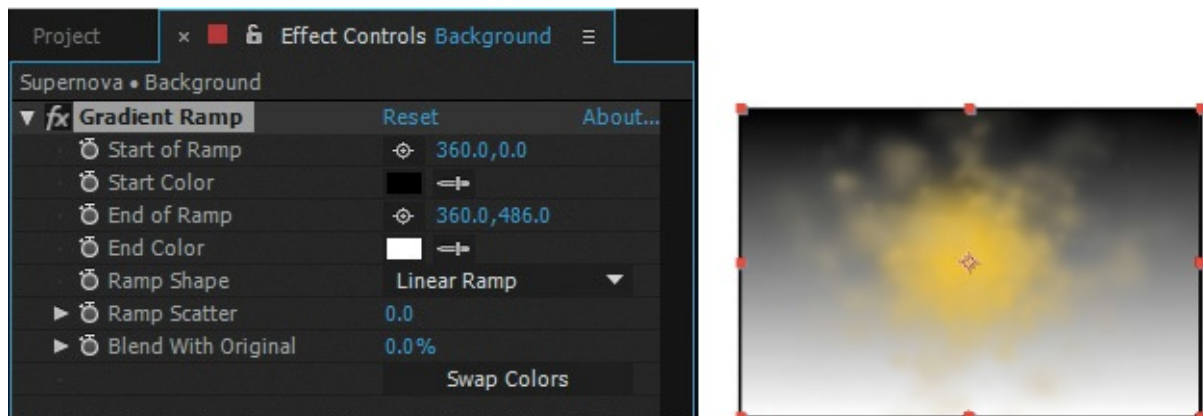 Project × Effect Controls Background ≡
Supernova • Background
fx Gradient Ramp Reset About...
Start of Ramp 360.0,0.0
Start Color
End of Ramp 360.0,486.0
End Color
Ramp Shape Linear Ramp
Ramp Scatter 0.0
Blend With Original 0.0%
Swap Colors